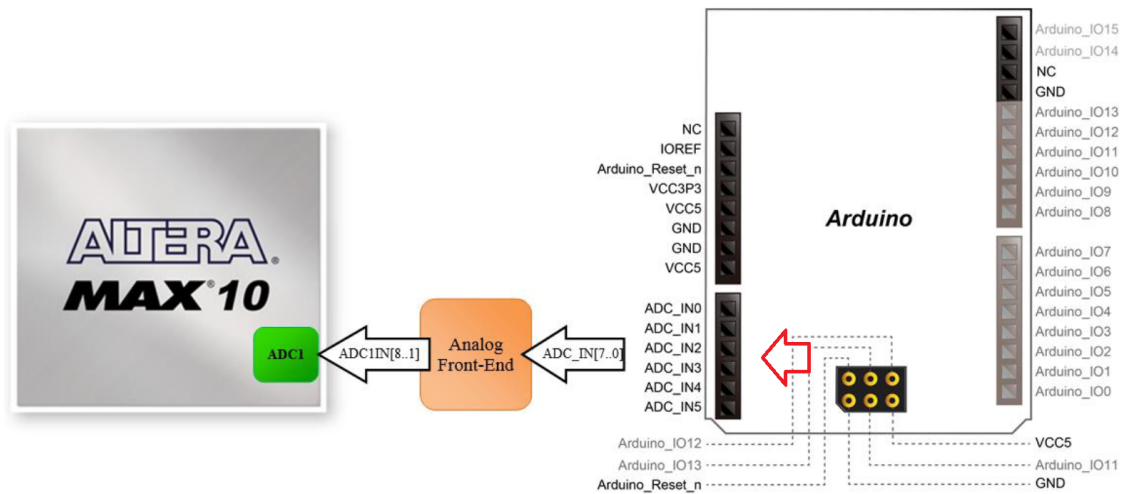 ALTERA.
MAX®10
ADC1
ADC1IN[8..1]
Analog
Front-End
ADC_IN[7..0]
NC
IOREF
Arduino_Reset_n
VCC3P3
VCC5
GND
GND
VCC5
ADC_IN0
ADC_IN1
ADC_IN2
ADC_IN3
ADC_IN4
ADC_IN5
Arduino
Arduino_IO15
Arduino_IO14
NC
GND
Arduino_IO13
Arduino_IO12
Arduino_IO11
Arduino_IO10
Arduino_IO9
Arduino_IO8
Arduino_IO7
Arduino_IO6
Arduino_IO5
Arduino_IO4
Arduino_IO3
Arduino_IO2
Arduino_IO1
Arduino_IO0
Arduino_IO12
Arduino_IO13
Arduino_Reset_n
VCC5
Arduino_IO11
GND